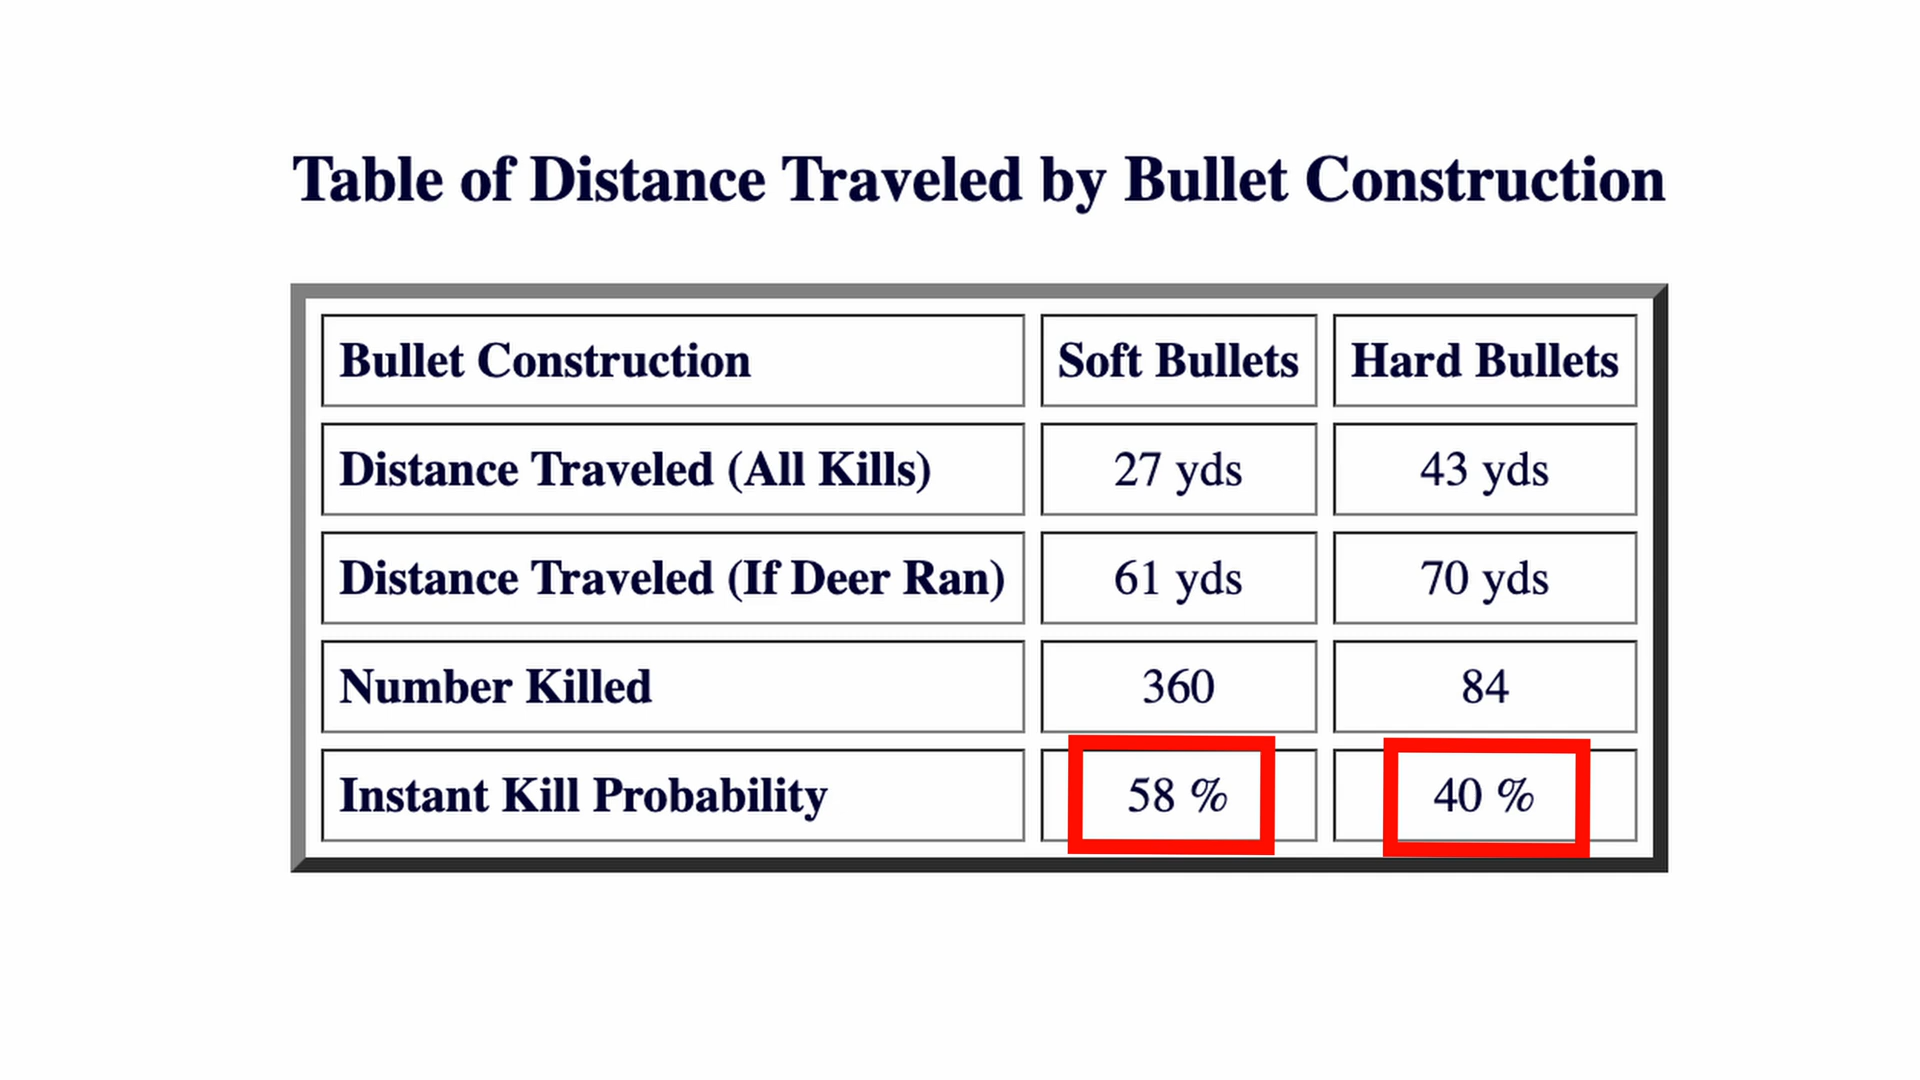 Table of Distance Traveled by Bullet Construction
Bullet Construction Soft Bullets Hard Bullets
Distance Traveled (All Kills) 27 yds 43 yds
Distance Traveled (If Deer Ran) 61 yds 70 yds
Number Killed 360 84
Instant Kill Probability 58 % 40 %